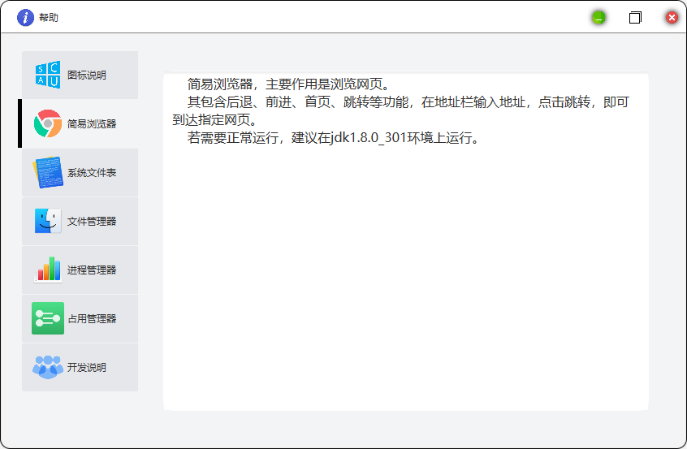 帮助
图标说明
SC
AU
简易浏览器
系统文件表
文件管理器
进程管理器
占用管理器
开发说明
简易浏览器，主要作用是浏览网页。
其包含后退、前进、首页、跳转等功能，在地址栏输入地址，点击跳转，即可
到达指定网页。
若需要正常运行，建议在jdk1.8.0_301环境上运行。